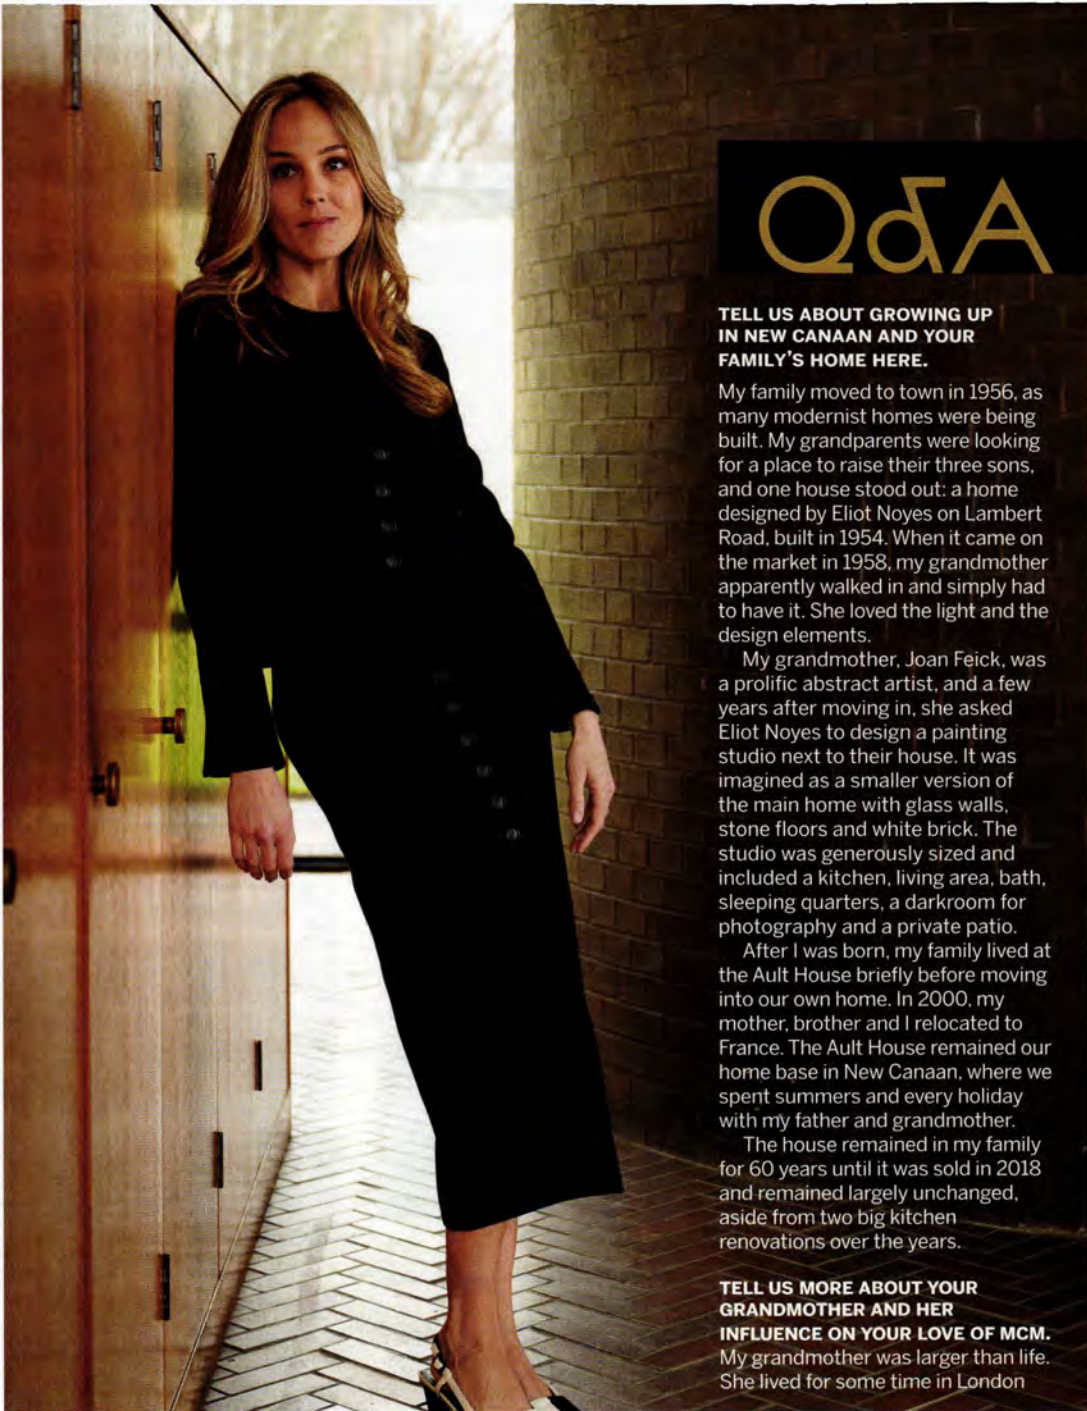 Q&A
TELL US ABOUT GROWING UP
IN NEW CANAAN AND YOUR
FAMILY'S HOME HERE.
My family moved to town in 1956, as
many modernist homes were being
built. My grandparents were looking
for a place to raise their three sons,
and one house stood out: a home
designed by Eliot Noyes on Lambert
Road, built in 1954. When it came on
the market in 1958, my grandmother
apparently walked in and simply had
to have it. She loved the light and the
design elements.
My grandmother, Joan Feick, was
a prolific abstract artist, and a few
years after moving in, she asked
Eliot Noyes to design a painting
studio next to their house. It was
imagined as a smaller version of
the main home with glass walls,
stone floors and white brick. The
studio was generously sized and
included a kitchen, living area, bath,
sleeping quarters, a darkroom for
photography and a private patio.
After I was born, my family lived at
the Ault House briefly before moving
into our own home. In 2000, my
mother, brother and I relocated to
France. The Ault House remained our
home base in New Canaan, where we
spent summers and every holiday
with my father and grandmother.
The house remained in my family
for 60 years until it was sold in 2018
and remained largely unchanged,
aside from two big kitchen
renovations over the years.
TELL US MORE ABOUT YOUR
GRANDMOTHER AND HER
INFLUENCE ON YOUR LOVE OF MCM.
My grandmother was larger than life.
She lived for some time in London